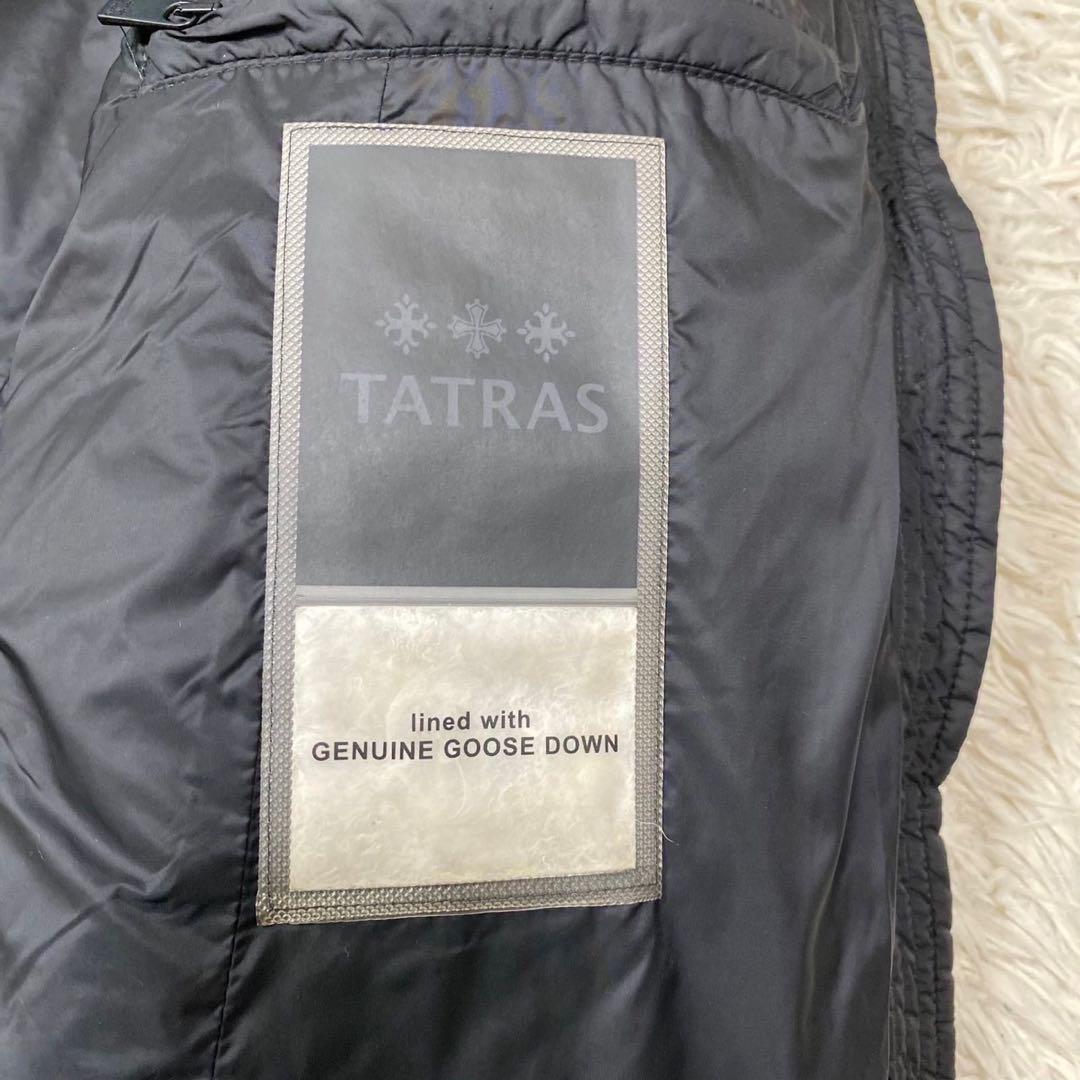 TATRAS
lined with
GENUINE GOOSE DOWN